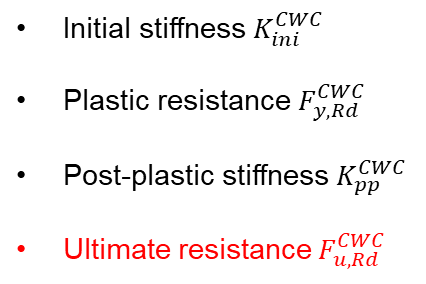 • Initial stiffness $K_{ini}^{CWC}$
• Plastic resistance $F_{y,Rd}^{CWC}$
• Post-plastic stiffness $K_{pp}^{CWC}$
• Ultimate resistance $F_{u,Rd}^{CWC}$